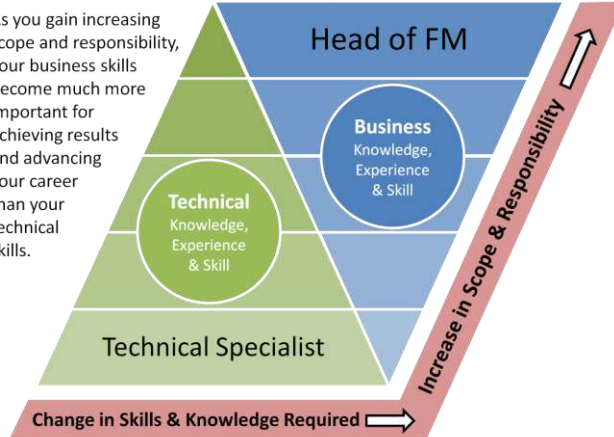 s you gain increasing
cope and responsibility,
our business skills
ecome much more
mportant for
chieving results
nd advancing
our career
han your
echnical
kills.
Head of FM
Business
Knowledge,
Experience
& Skill
Technical
Knowledge,
Experience
& Skill
Technical Specialist
Increase in Scope & Responsibility
Change in Skills & Knowledge Required